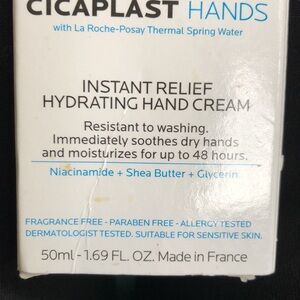 CICAPLAST HANDS
with La Roche-Posay Thermal Spring Water
INSTANT RELIEF
HYDRATING HAND CREAM
Resistant to washing.
Immediately soothes dry hands
and moisturizes for up to 48 hours.
Niacinamide + Shea Butter + Glycerin
FRAGRANCE FREE - PARABEN FREE - ALLERGY TESTED
DERMATOLOGIST TESTED. SUITABLE FOR SENSITIVE SKIN.
50ml - 1.69 FL. OZ. Made in France